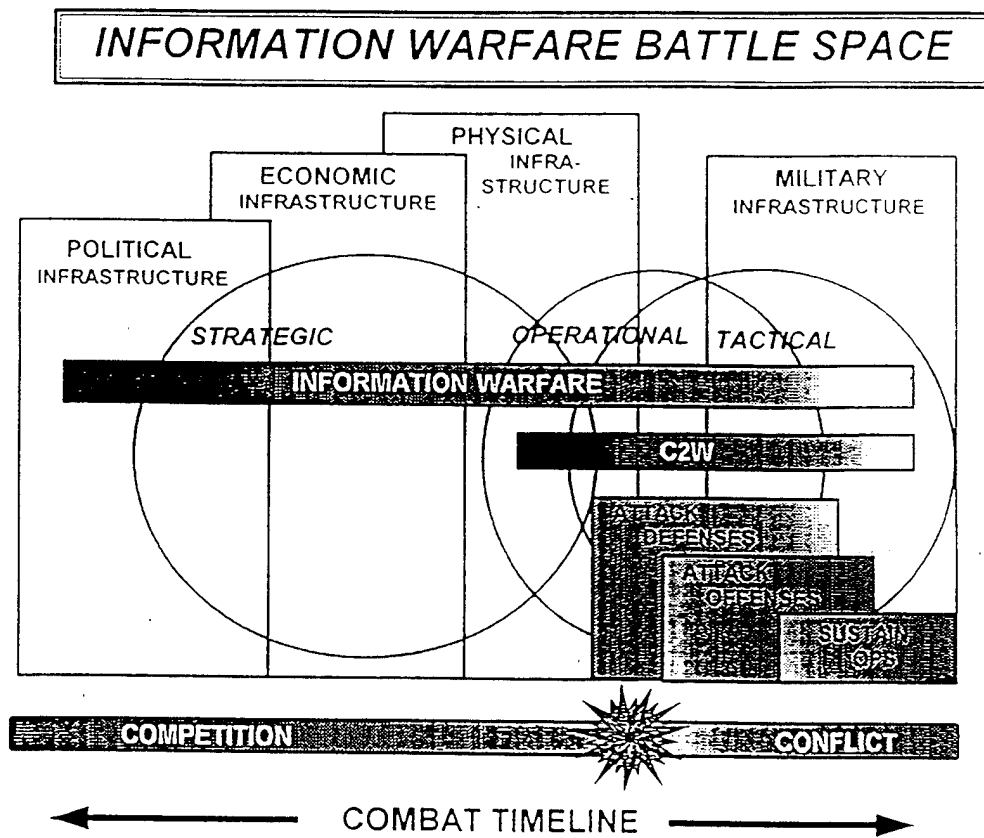 INFORMATION WARFARE BATTLE SPACE
PHYSICAL
INFRA-
STRUCTURE
ECONOMIC
INFRASTRUCTURE
MILITARY
INFRASTRUCTURE
POLITICAL
INFRASTRUCTURE
STRATEGIC
OPERATIONAL
TACTICAL
INFORMATION WARFARE
C2W
ATTACK
DEFENSES
ATTACK
OFFENSES
SUSTAIN
OPS
COMPETITION
CONFLICT
COMBAT TIMELINE